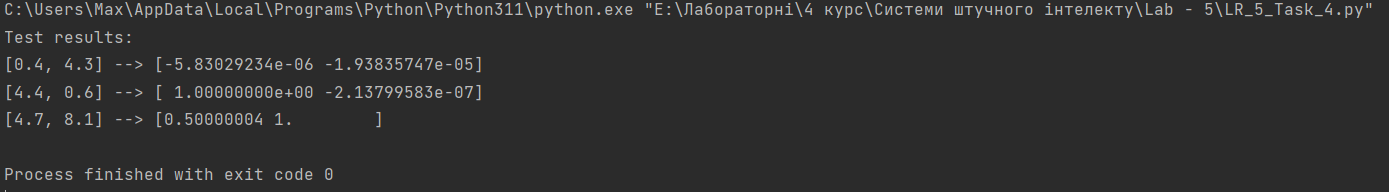 C:\Users\Max\AppData\Local\Programs\Python\Python311\python.exe "E:\Лабораторні\4 курс\Системи штучного інтелекту\Lab - 5\LR_5_Task_4.py"
Test results:
[0.4, 4.3] --> [-5.83029234e-06 -1.93835747e-05]
[4.4, 0.6] --> [ 1.00000000e+00 -2.13799583e-07]
[4.7, 8.1] --> [0.50000004 1.        ]
Process finished with exit code 0